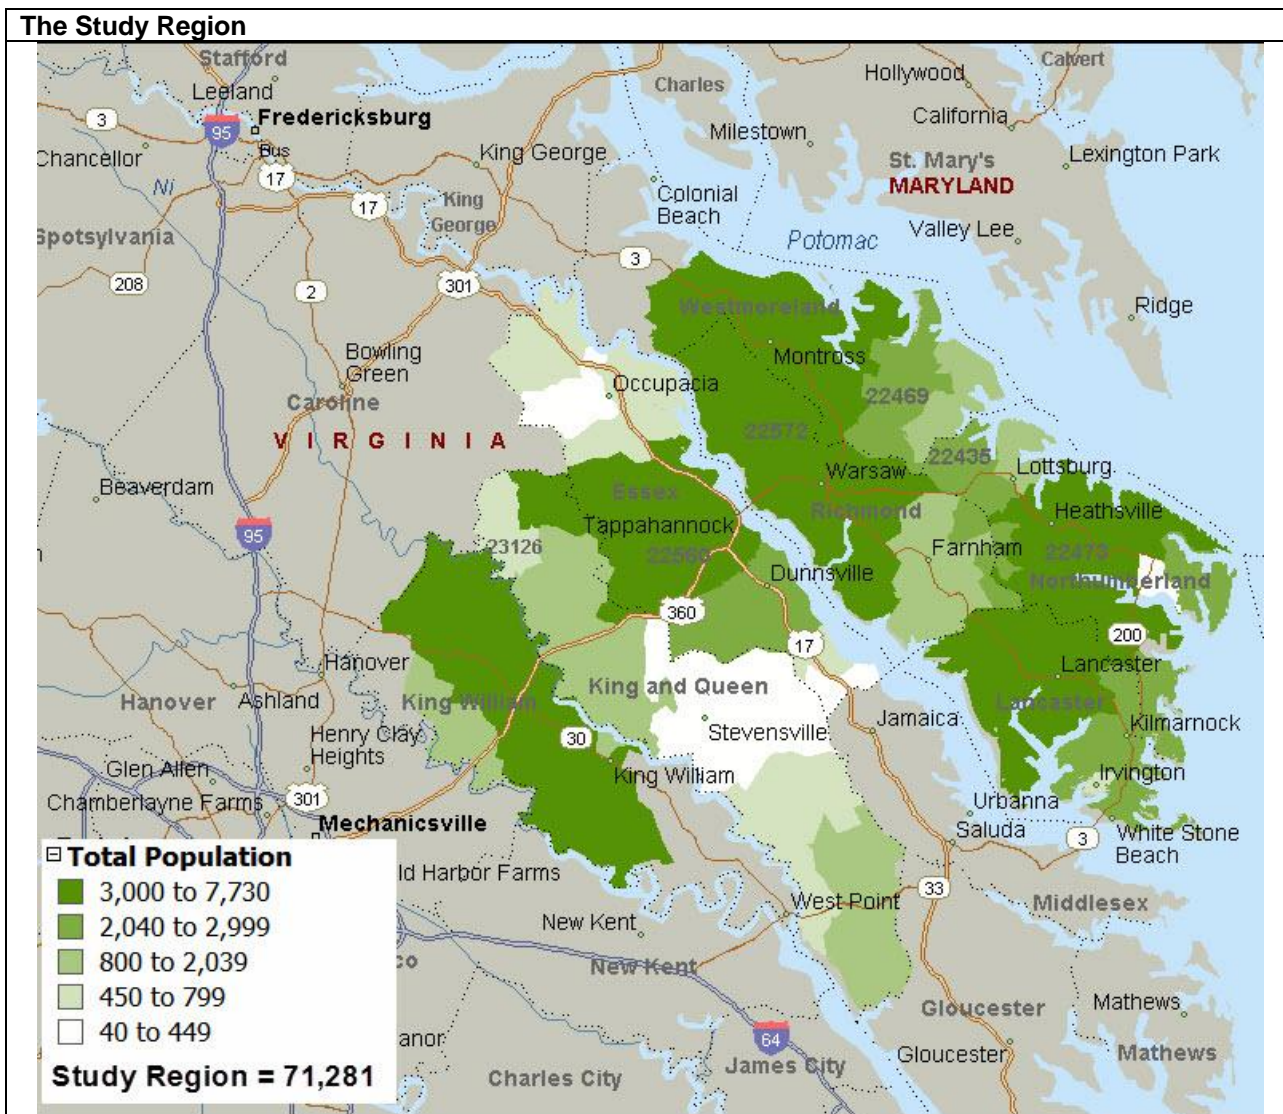 The Study Region
Stafford
Leeland
Fredericksburg
3
95
Chancellor
Bus
17
Ni
17
King George
King
George
Spotsylvania
208
2
301
3
Charles
Milestown
Colonial
Beach
Hollywood
Calvert
California
St. Mary's
MARYLAND
Lexington Park
Potomac
Valley Lee
Ridge
Westmoreland
Montross
Bowling
Green
Caroline
VIRGINIA
Occupacia
22469
22572
22435
Lottsburg
Warsaw
Beaverdam
Essex
Richmond
Heathsville
Tappahannock
95
23126
22560
Farnham
22473
Dunnsville
Northumberland
360
17
200
Hanover
Lancaster
Hanover
Ashland
King William
King and Queen
Lancaster
Henry Clay
Heights
30
Stevensville
Jamaica
Kilmarnock
Glen Allen
King William
Irvington
Chamberlayne Farms
301
Urbanna
Mechanicsville
Saluda
3
White Stone
Beach
ld Harbor Farms
33
West Point
Middlesex
New Kent
co
New Kent
Gloucester
Mathews
anor
64
Gloucester
Mathews
Charles City
James City
Total Population
3,000 to 7,730
2,040 to 2,999
800 to 2,039
450 to 799
40 to 449
Study Region = 71,281